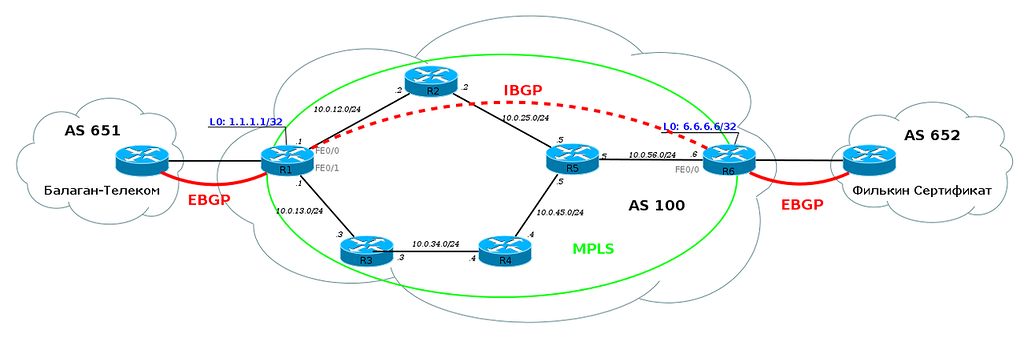 R2
.2
.2
IBGP
10.0.12.0/24
10.0.25.0/24
L0: 1.1.1.1/32
L0: 6.6.6.6/32
AS 651
AS 652
.1
FE0/0
.5
R5
.5
10.0.56.0/24
.6
R1
FE0/1
FE0/0
R6
.1
.5
Балаган-Телеком
Филькин Сертификат
EBGP
EBGP
10.0.13.0/24
10.0.45.0/24
AS 100
.3
10.0.34.0/24
.4
MPLS
R3
.3
.4
R4